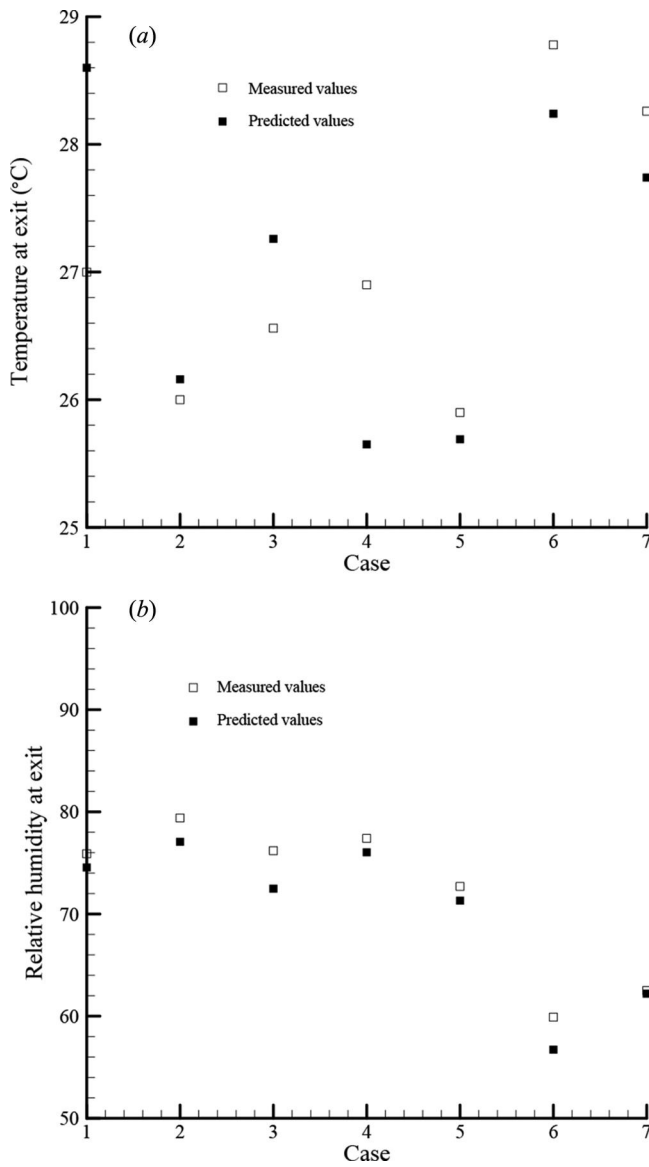 (a)
29
28
27
26
25
Temperature at exit (°C)
Measured values
Predicted values
1 2 3 4 5 6 7
Case
(b)
100
90
80
70
60
50
Relative humidity at exit
Measured values
Predicted values
1 2 3 4 5 6 7
Case